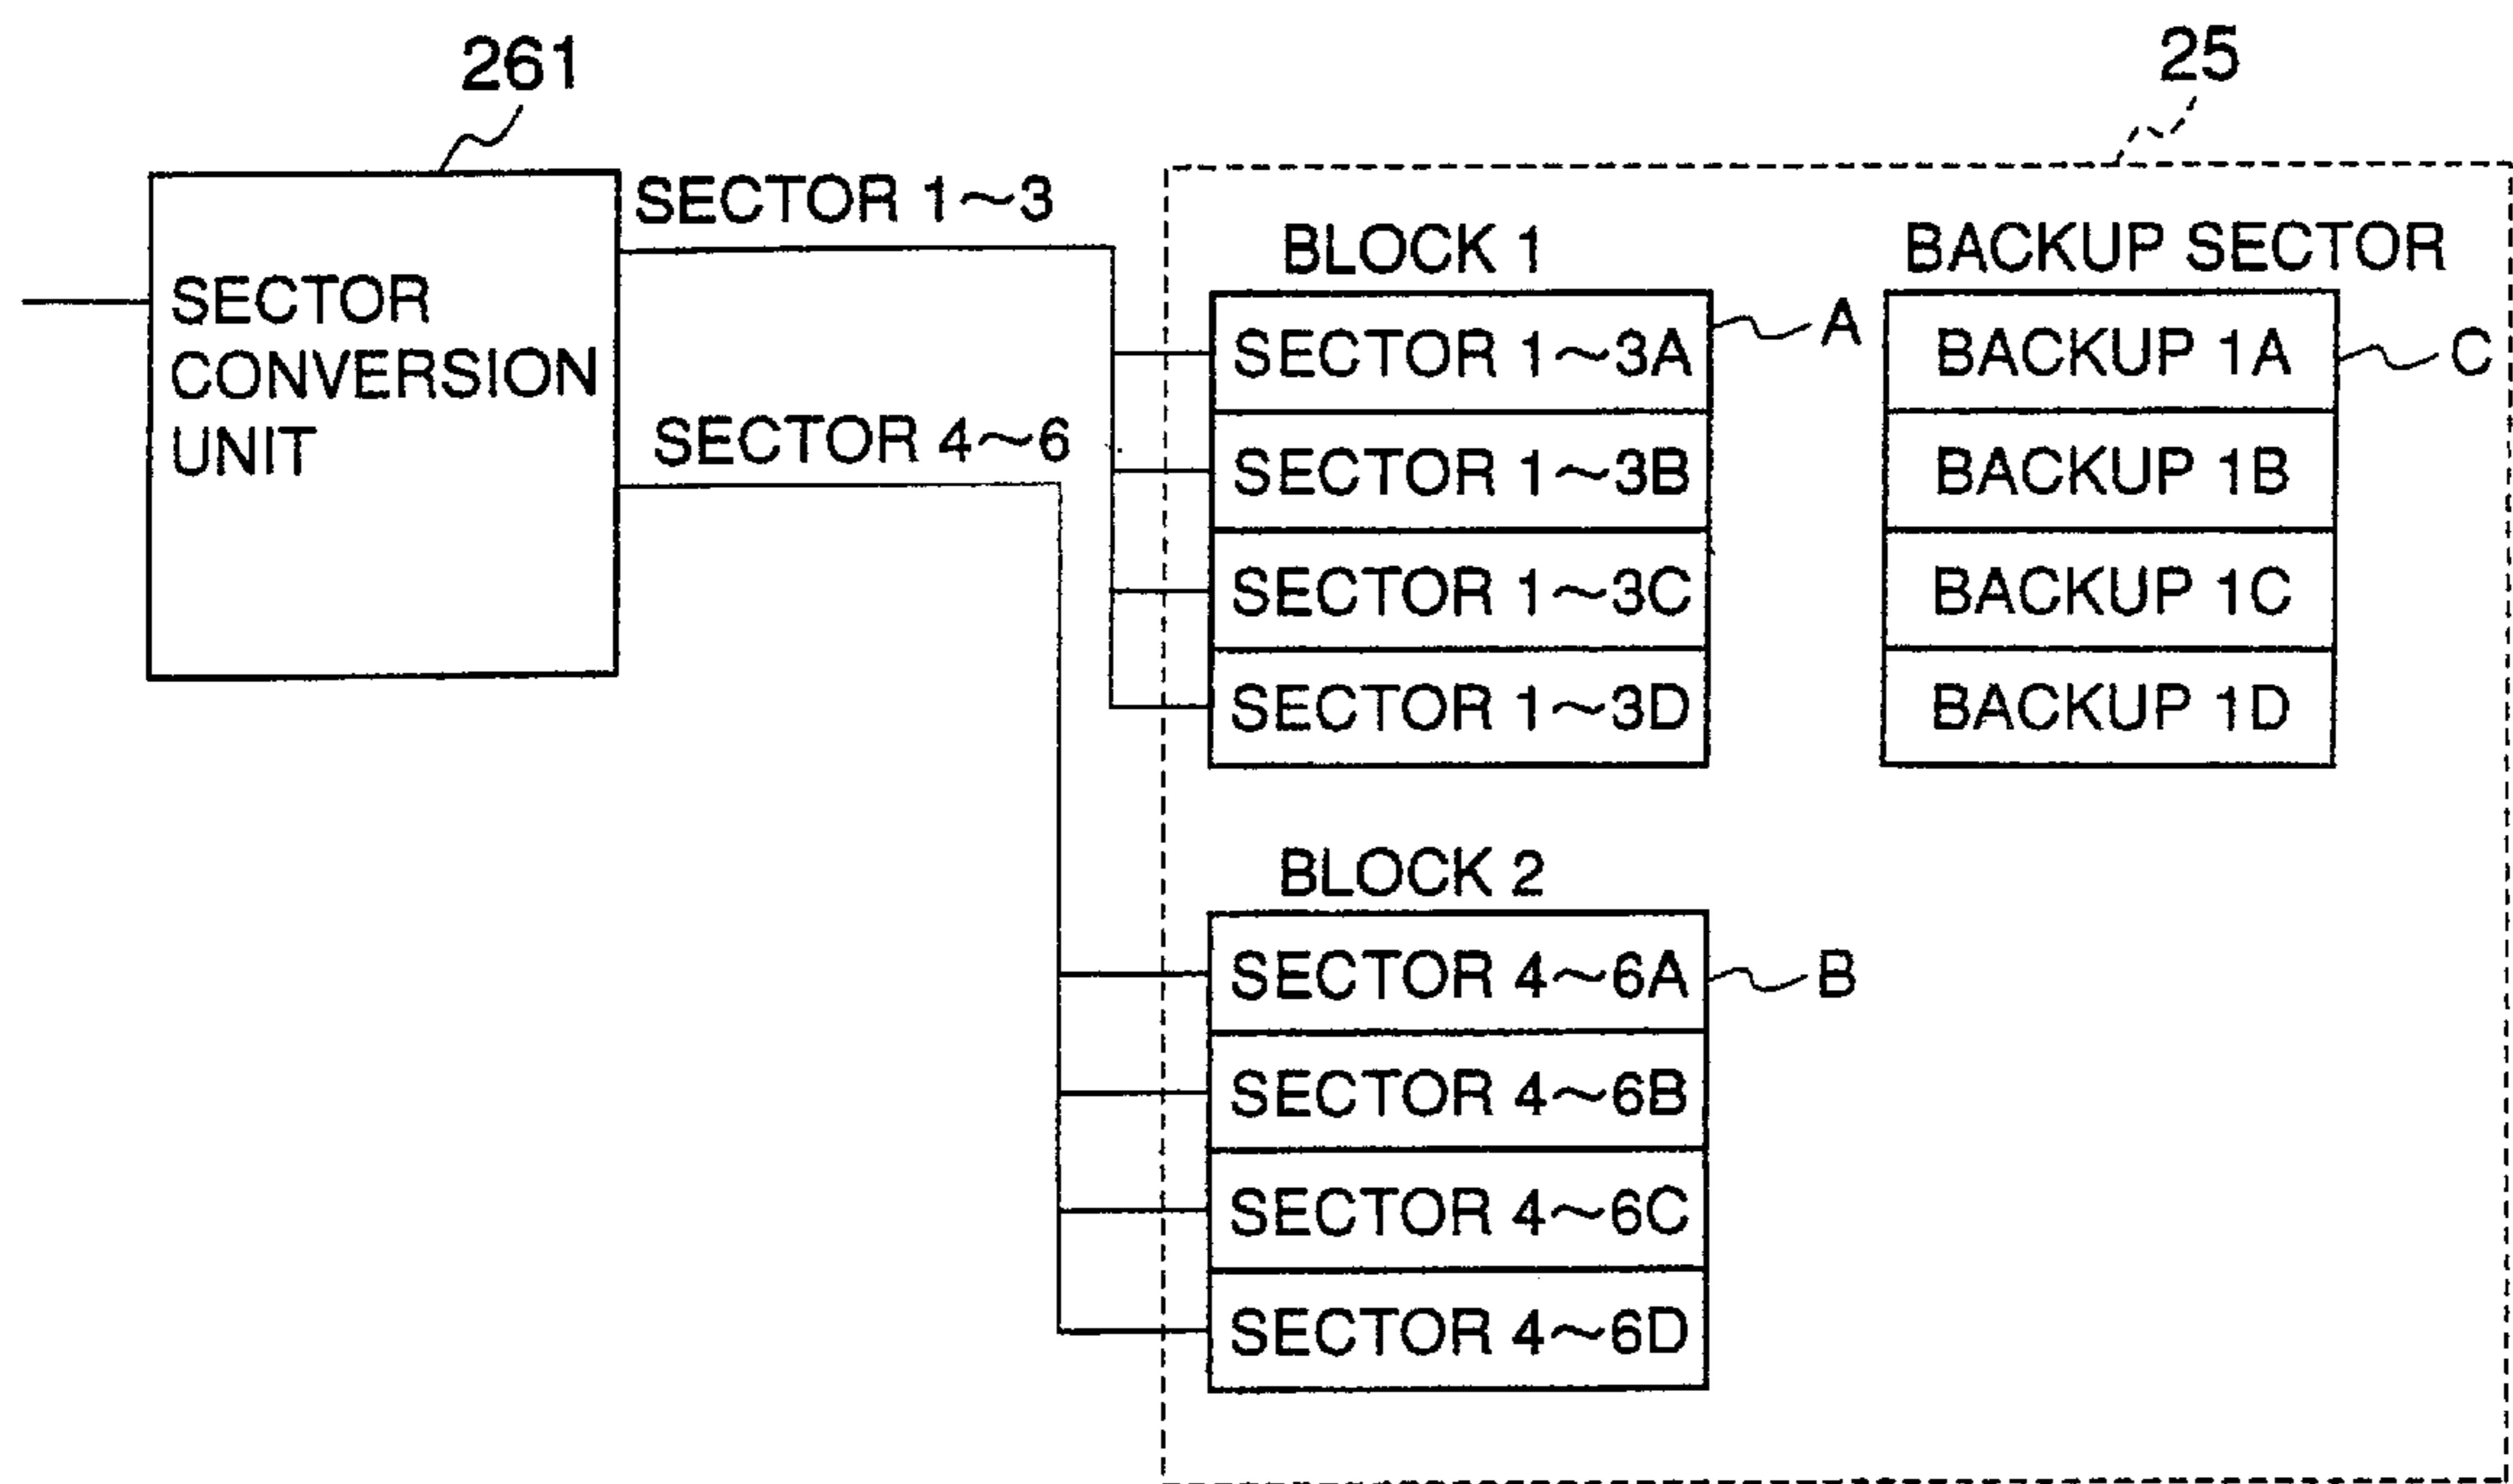 261
25
SECTOR 1~3
SECTOR
CONVERSION
UNIT
SECTOR 4~6
BLOCK 1
SECTOR 1~3A
A
SECTOR 1~3B
SECTOR 1~3C
SECTOR 1~3D
BACKUP SECTOR
BACKUP 1A
C
BACKUP 1B
BACKUP 1C
BACKUP 1D
BLOCK 2
SECTOR 4~6A
B
SECTOR 4~6B
SECTOR 4~6C
SECTOR 4~6D